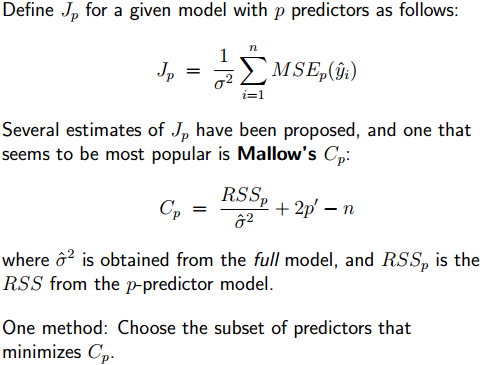 Define J_p for a given model with p predictors as follows:
J_p = \frac{1}{\sigma^2} \sum_{i=1}^{n} MSE_p(\hat{y}_i)
Several estimates of J_p have been proposed, and one that
seems to be most popular is Mallow's C_p:
C_p = \frac{RSS_p}{\hat{\sigma}^2} + 2p' − n
where \hat{\sigma}^2 is obtained from the full model, and RSS_p is the
RSS from the p-predictor model.
One method: Choose the subset of predictors that
minimizes C_p.